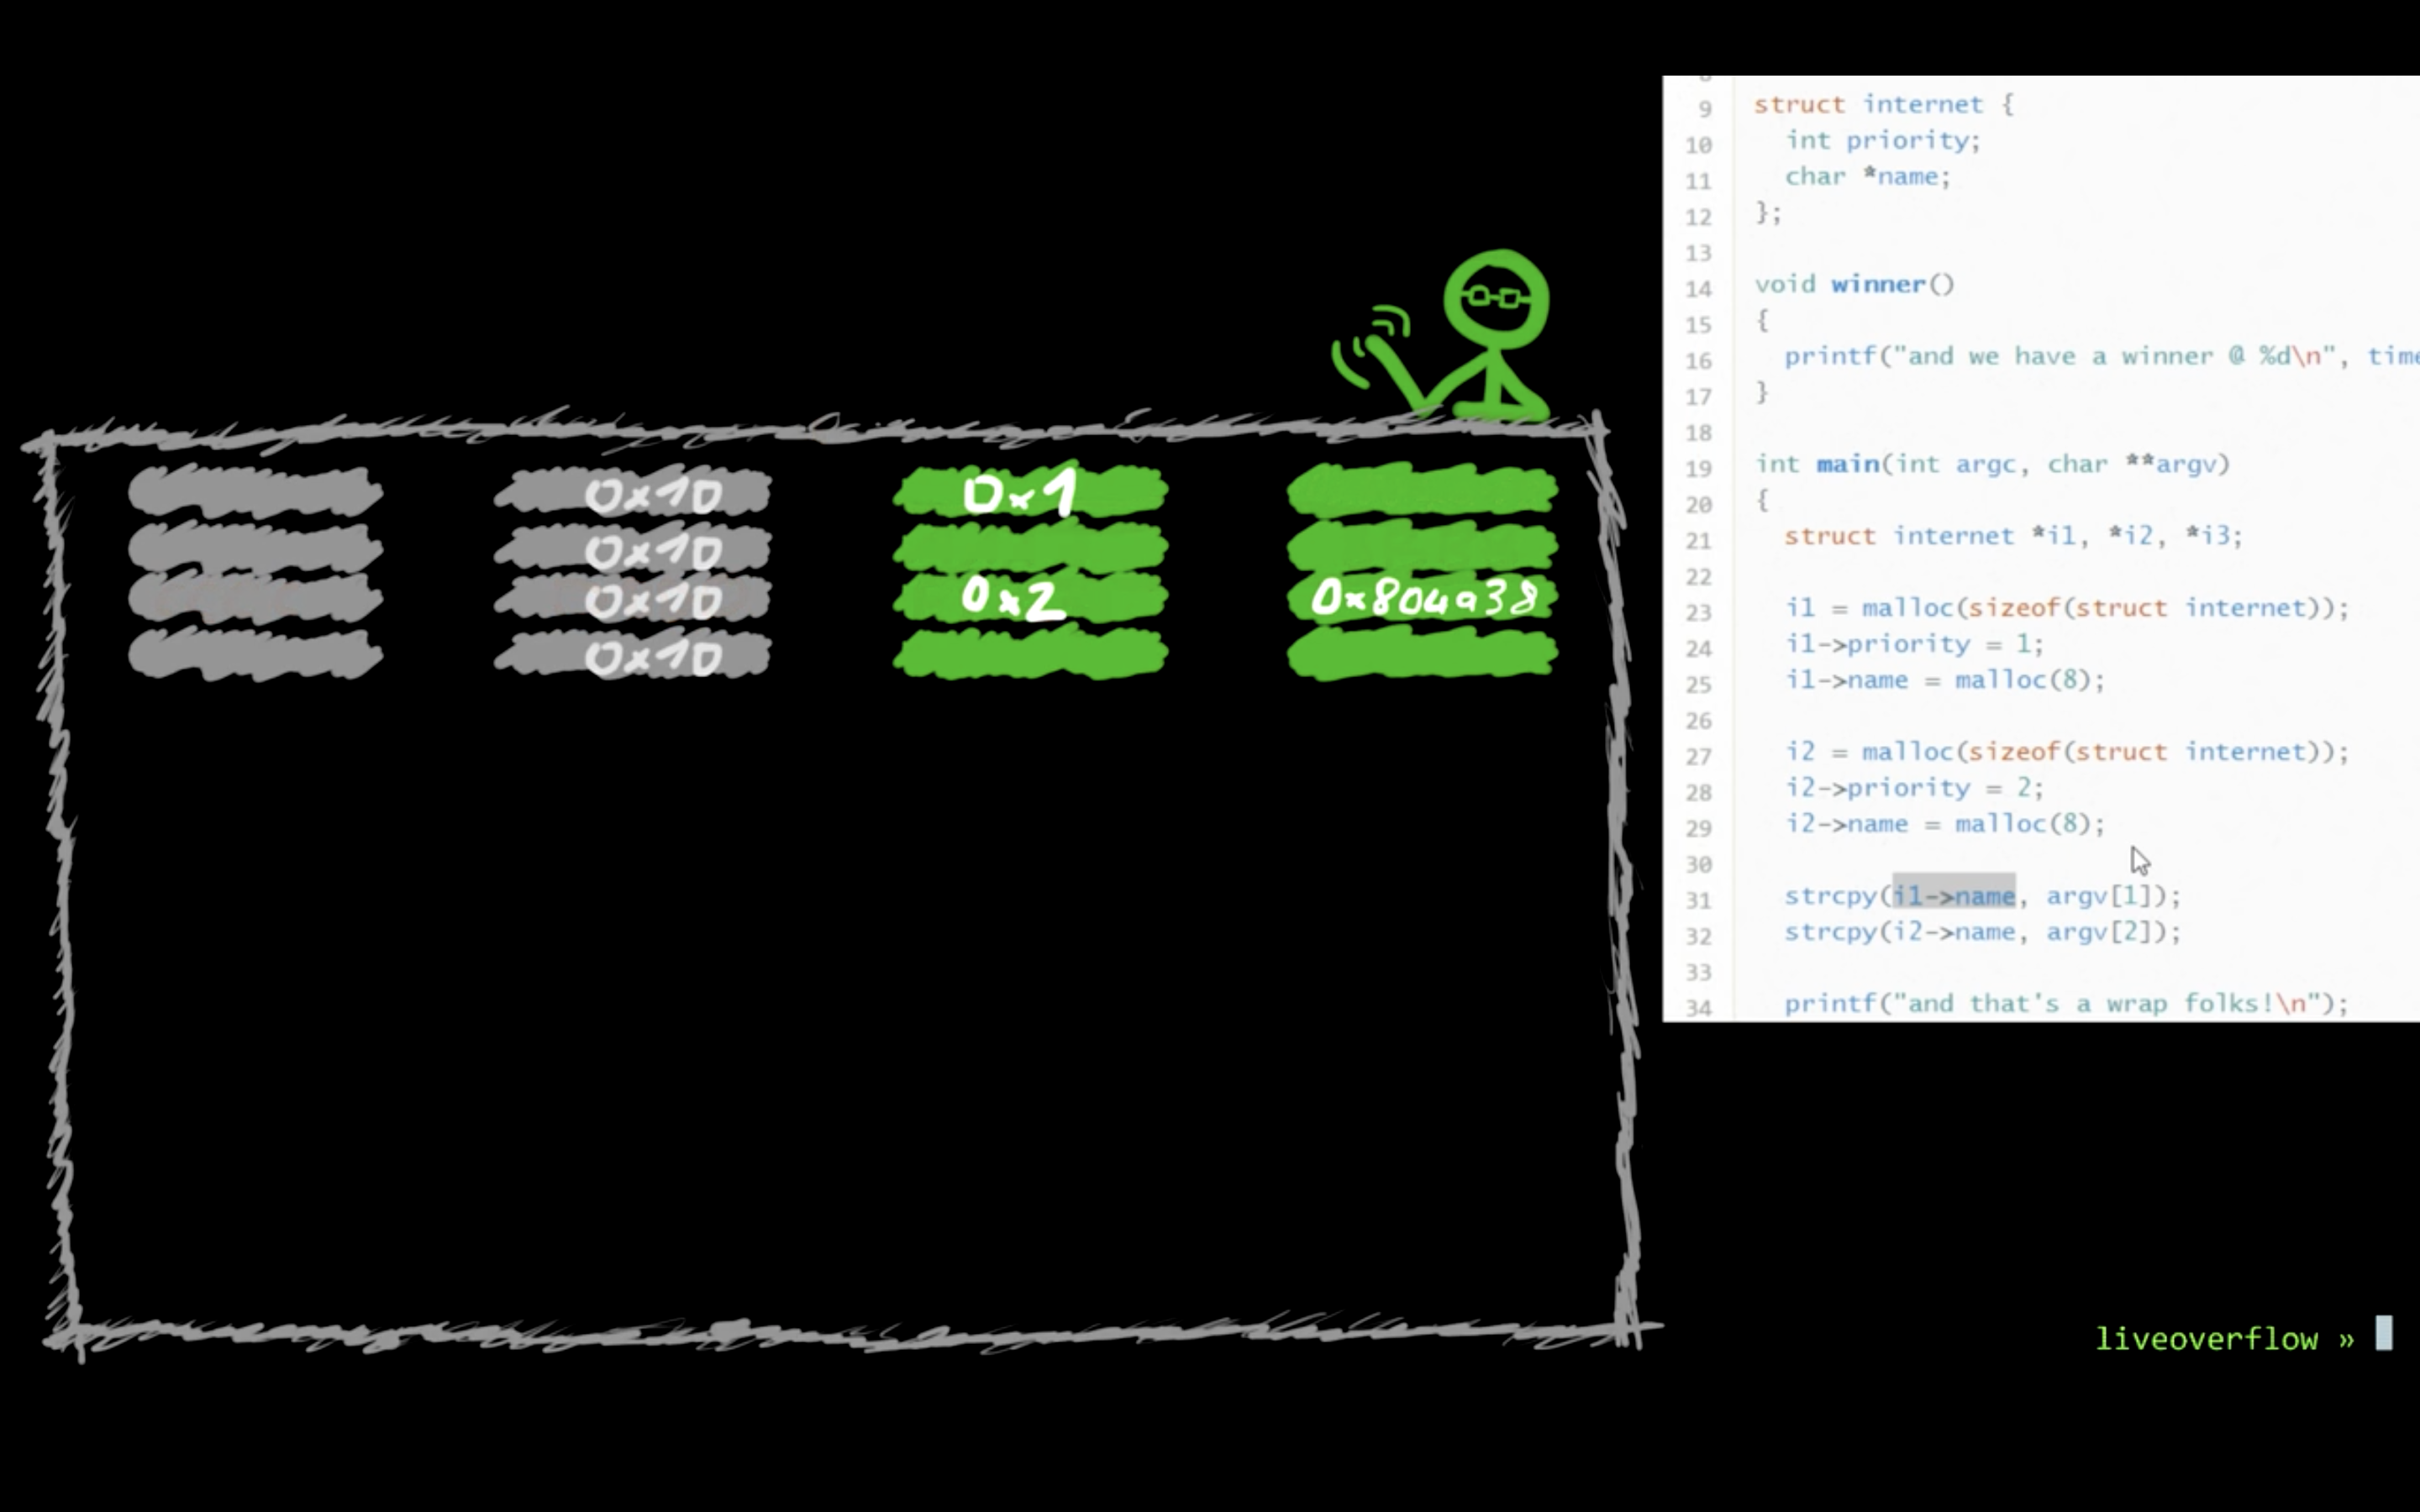 0x10 0x1
0x10
0x10 0x2 0x804a38
0x10
9 struct internet {
10 int priority;
11 char *name;
12 };
13
14 void winner()
15 {
16 printf("and we have a winner @ %d\n", time
17 }
18
19 int main(int argc, char **argv)
20 {
21 struct internet *i1, *i2, *i3;
22
23 i1 = malloc(sizeof(struct internet));
24 i1->priority = 1;
25 i1->name = malloc(8);
26
27 i2 = malloc(sizeof(struct internet));
28 i2->priority = 2;
29 i2->name = malloc(8);
30
31 strcpy(i1->name, argv[1]);
32 strcpy(i2->name, argv[2]);
33
34 printf("and that's a wrap folks!\n");
liveoverflow »